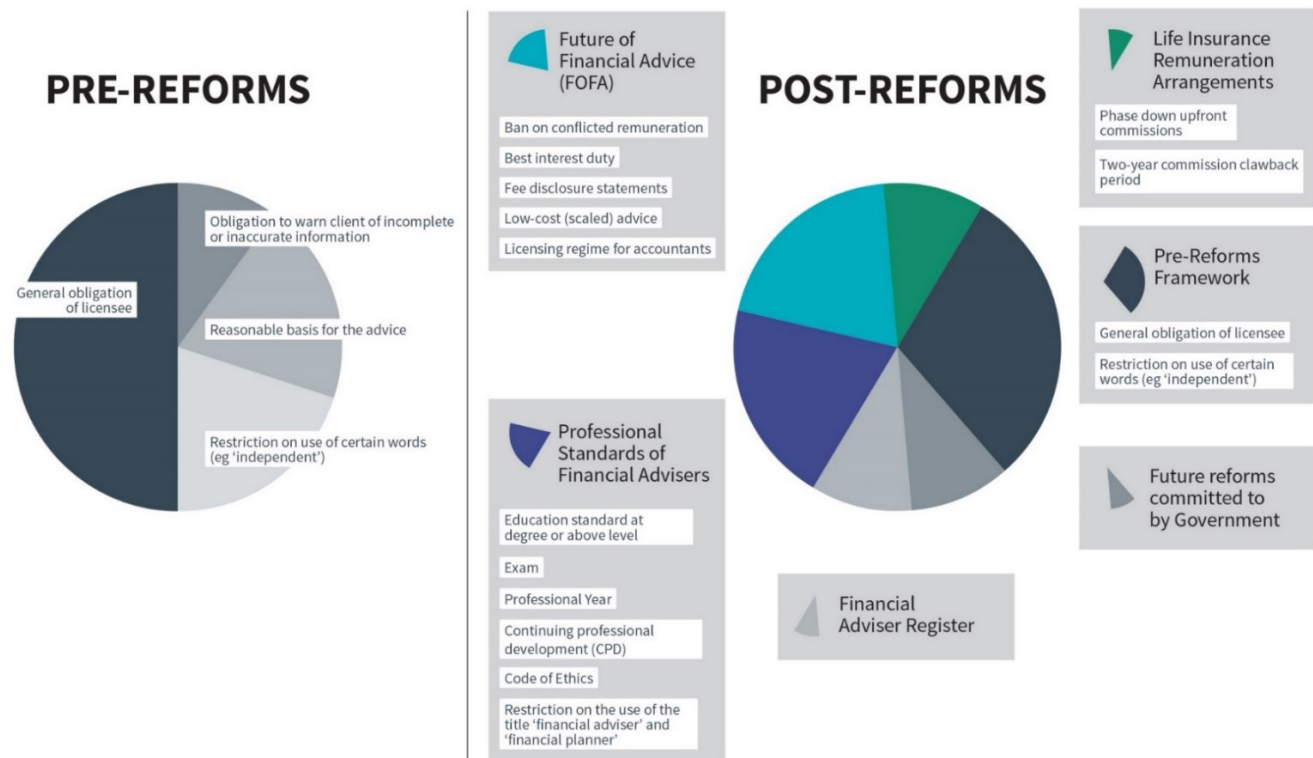 PRE-REFORMS
Obligation to warn client of incomplete
or inaccurate information
General obligation
of licensee
Reasonable basis for the advice
Restriction on use of certain words
(eg ‘independent’)
Future of
Financial Advice
(FOFA)
Ban on conflicted remuneration
Best interest duty
Fee disclosure statements
Low-cost (scaled) advice
Licensing regime for accountants
Professional
Standards of
Financial Advisers
Education standard at
degree or above level
Exam
Professional Year
Continuing professional
development (CPD)
Code of Ethics
Restriction on the use of the
title ‘financial adviser’ and
‘financial planner’
POST-REFORMS
Financial
Adviser Register
Life Insurance
Remuneration
Arrangements
Phase down upfront
commissions
Two-year commission clawback
period
Pre-Reforms
Framework
General obligation of licensee
Restriction on use of certain
words (eg ‘independent’)
Future reforms
committed to
by Government